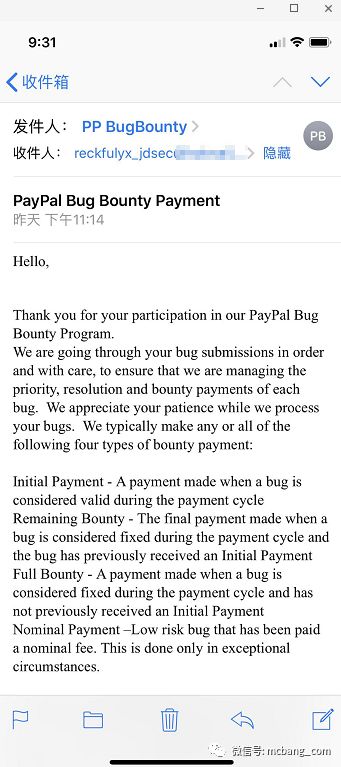 9:31
收件箱
发件人: PP BugBounty
PB
收件人: reckfulyx_jdsec 隐藏
PayPal Bug Bounty Payment
昨天 下午11:14
Hello,
Thank you for your participation in our PayPal Bug
Bounty Program.
We are going through your bug submissions in order
and with care, to ensure that we are managing the
priority, resolution and bounty payments of each
bug.  We appreciate your patience while we process
your bugs.  We typically make any or all of the
following four types of bounty payment:
Initial Payment - A payment made when a bug is
considered valid during the payment cycle
Remaining Bounty - The final payment made when a
bug is considered fixed during the payment cycle and
the bug has previously received an Initial Payment
Full Bounty - A payment made when a bug is
considered fixed during the payment cycle and has
not previously received an Initial Payment
Nominal Payment –Low risk bug that has been paid
a nominal fee. This is done only in exceptional
circumstances.
微信号: mcbang_com